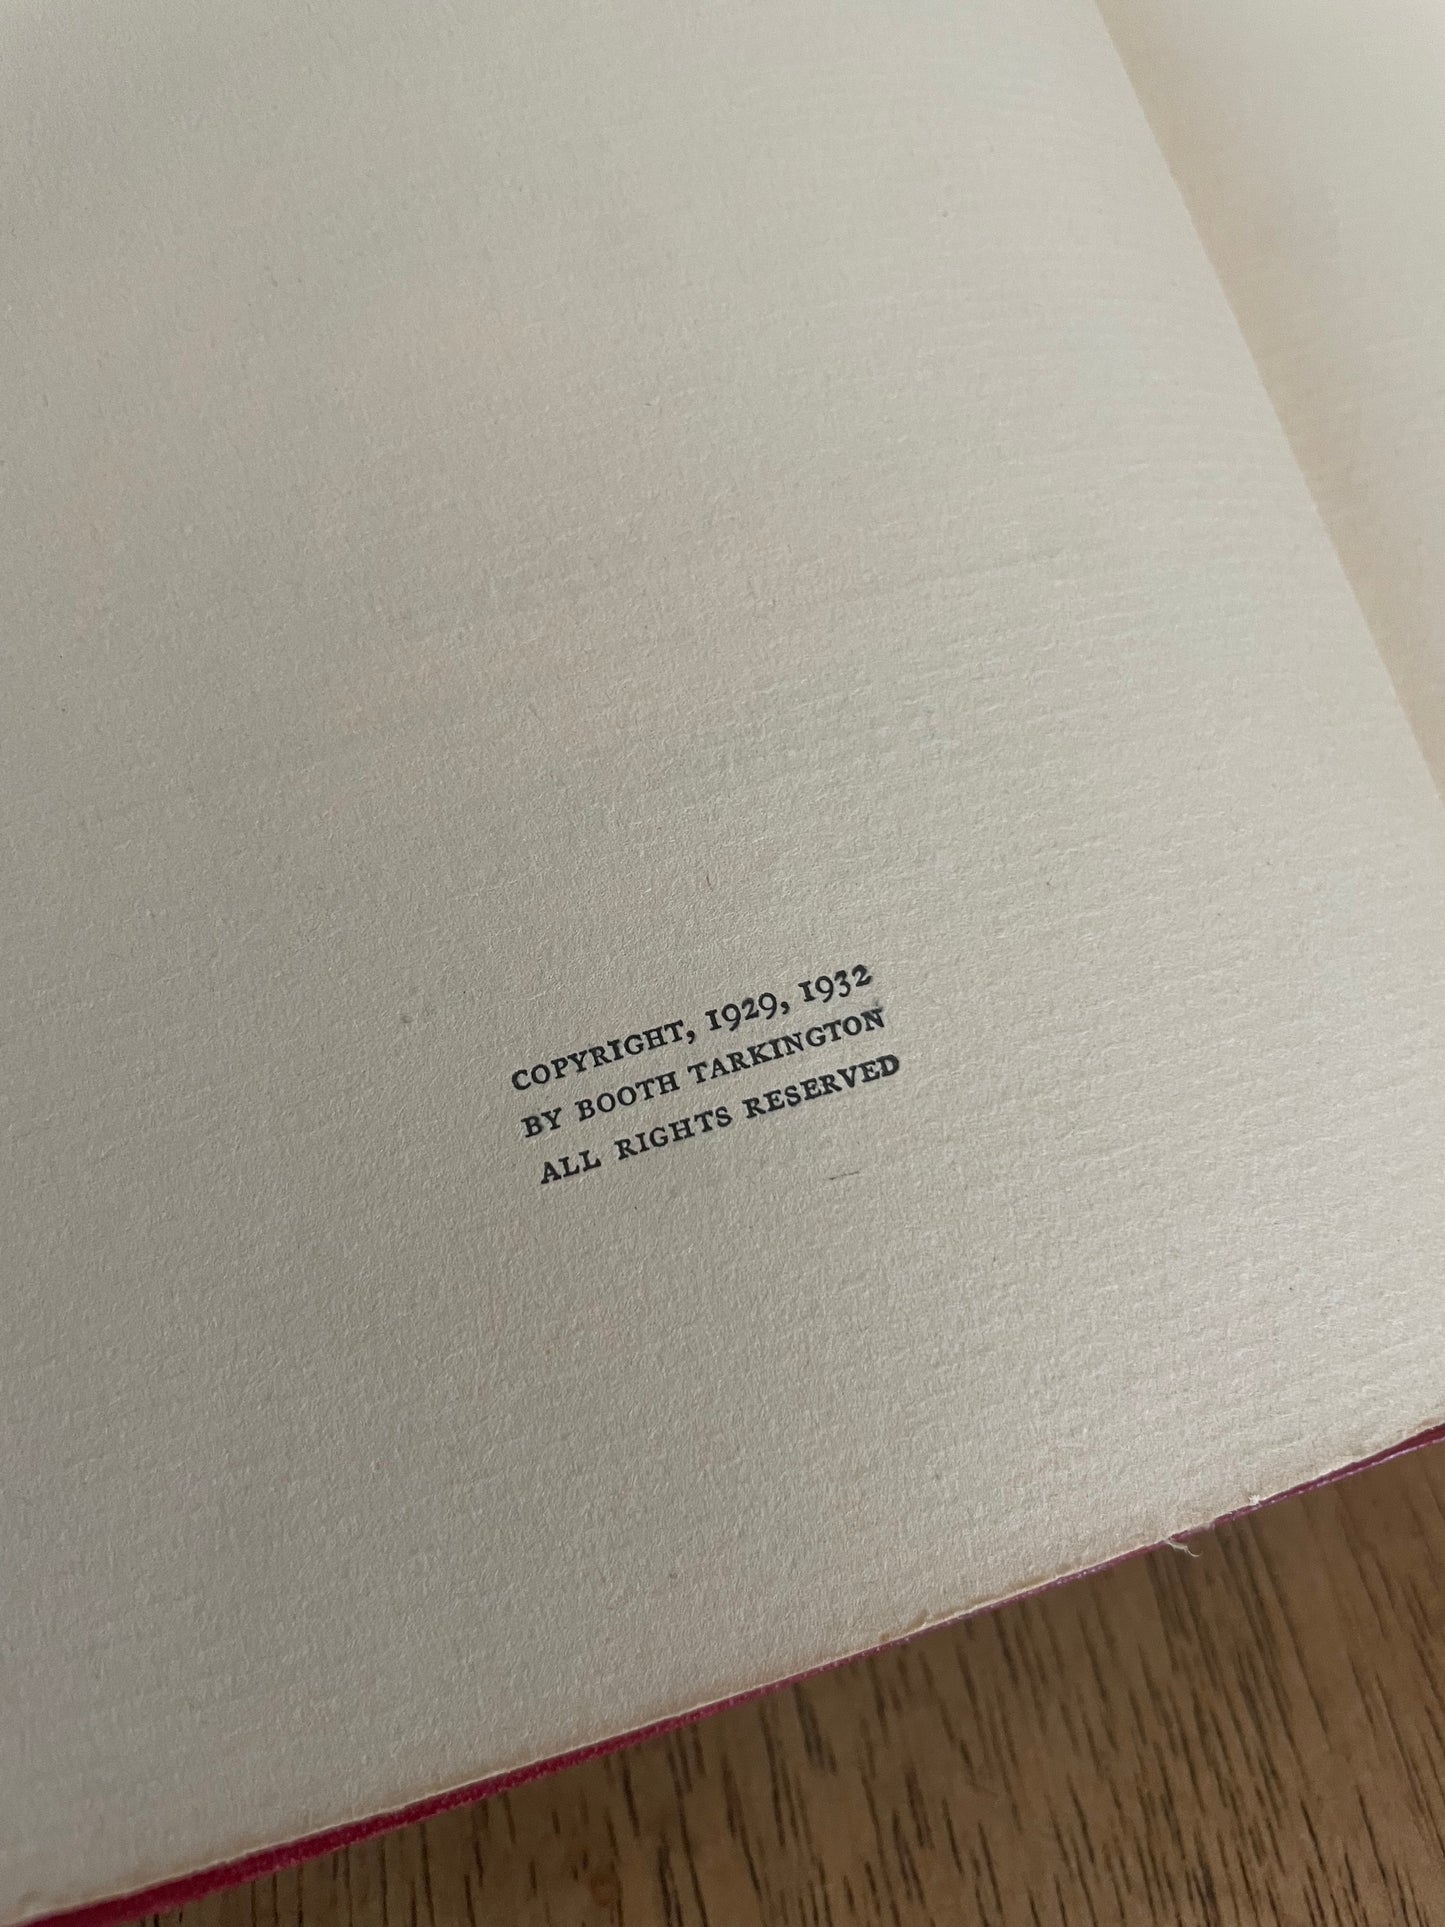 COPYRIGHT, 1929, 1932
BY BOOTH TARKINGTON
ALL RIGHTS RESERVED